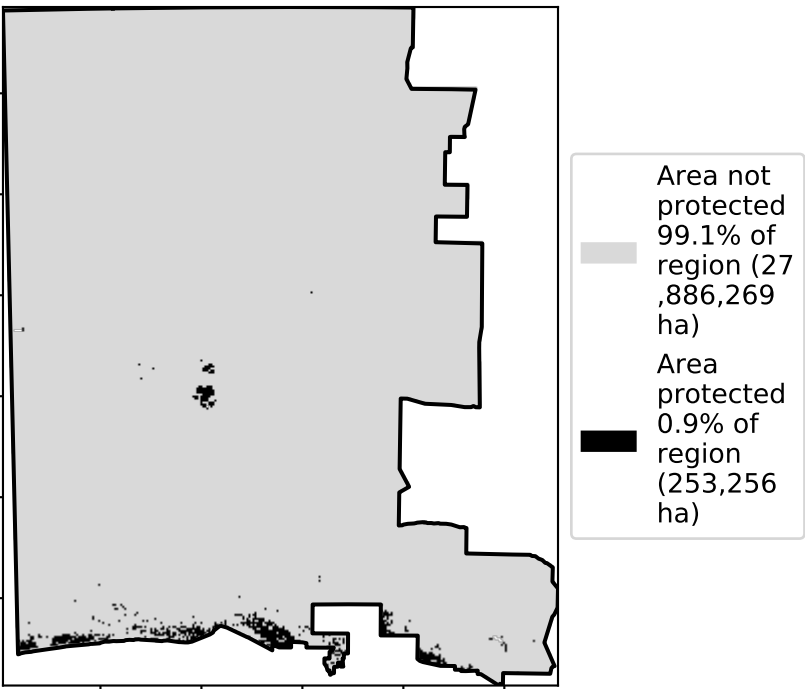 Area not
protected
99.1% of
region (27
,886,269
ha)
Area
protected
0.9% of
region
(253,256
ha)